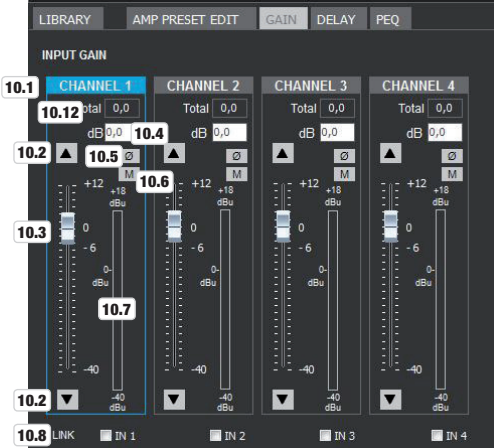 LIBRARY AMP PRESET EDIT GAIN DELAY PEQ
INPUT GAIN
10.1 CHANNEL 1 CHANNEL 2 CHANNEL 3 CHANNEL 4
10.12 otal 0,0 Total 0,0 Total 0,0 Total 0,0
dB 0,0 10.4 dB 0,0 dB 0,0 dB 0,0
10.2 ▲ 10.5 Ø ▲ Ø ▲ Ø ▲ Ø
M 10.6 M M M
+12 +18 +12 +18 +12 +18 +12 +18
dBu dBu dBu dBu
10.3 0 0 0 0
-6 -6 -6 -6
0- 0- 0- 0-
dBu dBu dBu dBu
10.7
-40 -40 -40 -40
10.2 ▼ -40 ▼ -40 ▼ -40 ▼ -40
dBu dBu dBu dBu
10.8 LINK IN 1 IN 2 IN 3 IN 4